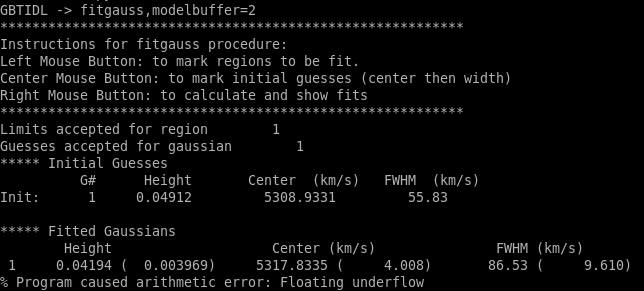 GBTIDL -> fitgauss,modelbuffer=2
**********************************************************
Instructions for fitgauss procedure:
Left Mouse Button: to mark regions to be fit.
Center Mouse Button: to mark initial guesses (center then width)
Right Mouse Button: to calculate and show fits
**********************************************************
Limits accepted for region        1
Guesses accepted for gaussian        1
***** Initial Guesses
          G#      Height       Center  (km/s)   FWHM  (km/s)
Init:      1     0.04912         5308.9331         55.83

***** Fitted Gaussians
        Height                    Center (km/s)               FWHM (km/s)
 1     0.04194 (  0.003969)     5317.8335 (     4.008)       86.53 (     9.610)
% Program caused arithmetic error: Floating underflow